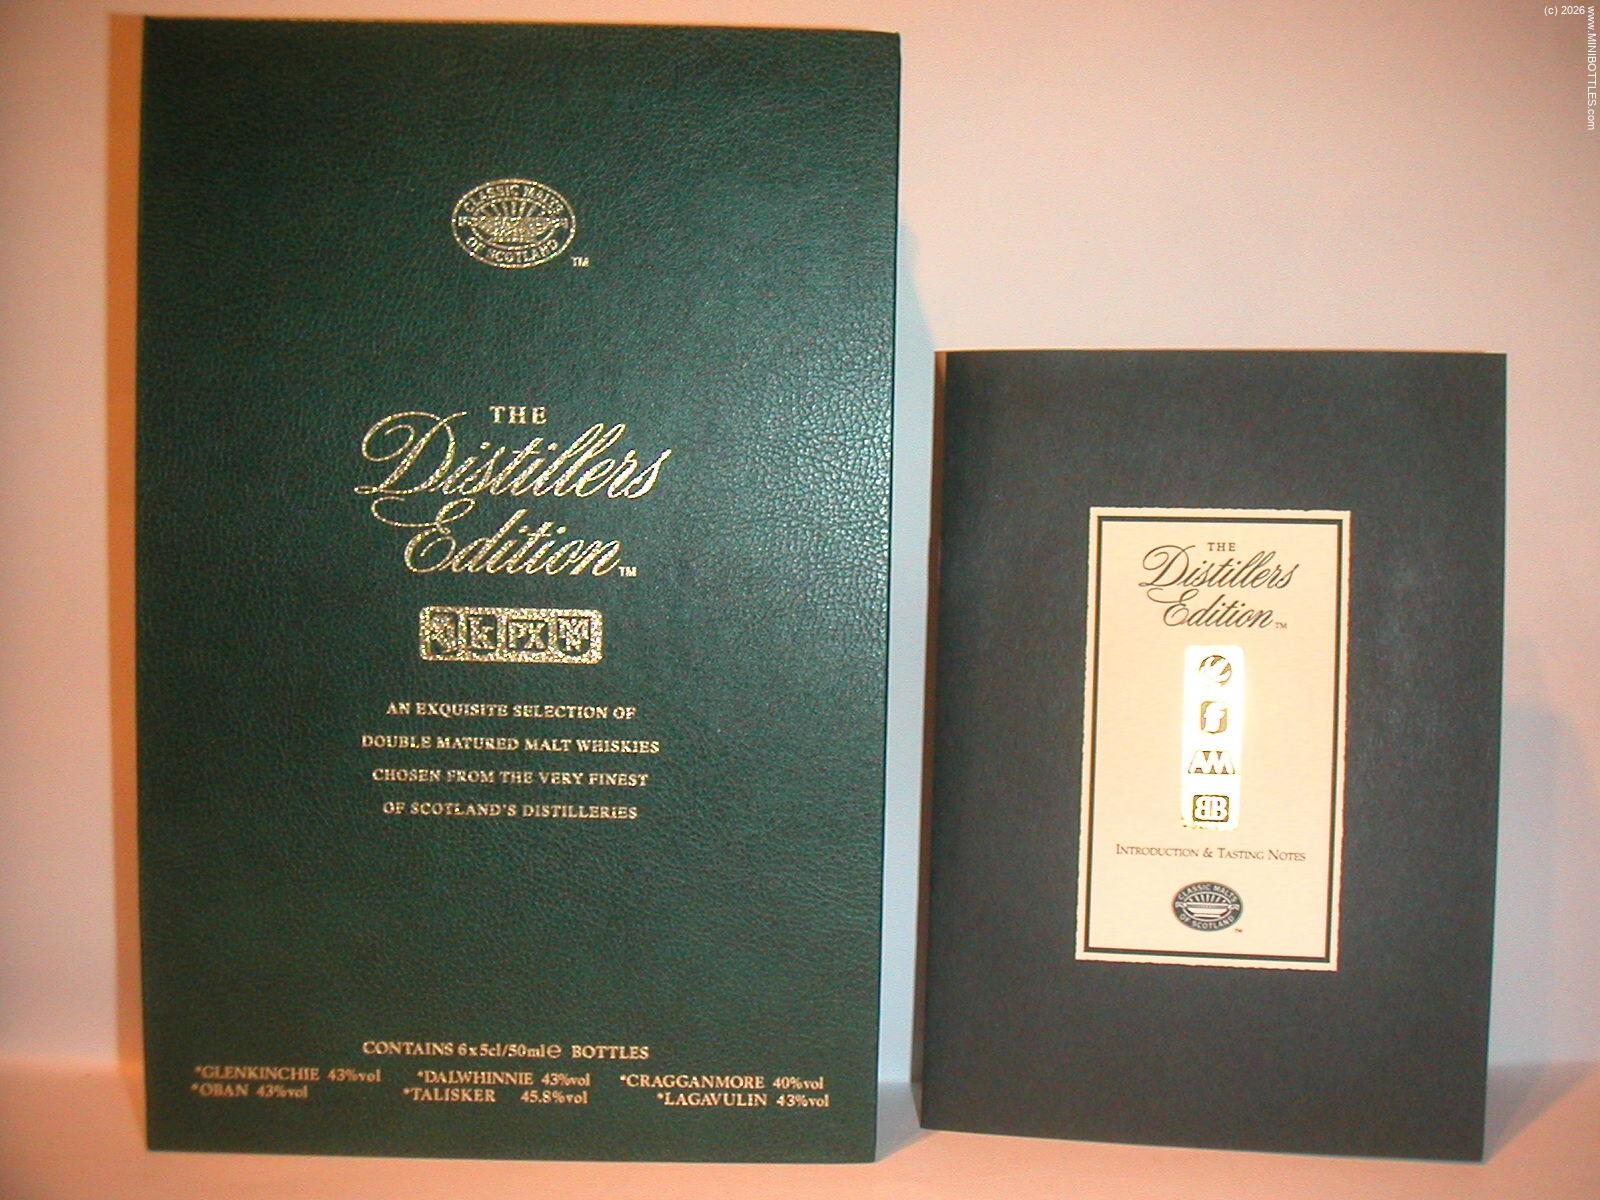 (c) 2026 www.MINIBOTTLES.com
CLASSIC MALTS
OF SCOTLAND
TM
THE
Distillers
Edition TM
PX
AN EXQUISITE SELECTION OF
DOUBLE MATURED MALT WHISKIES
CHOSEN FROM THE VERY FINEST
OF SCOTLAND'S DISTILLERIES
CONTAINS 6x5cl/50ml℮ BOTTLES
*GLENKINCHIE 43%vol *DALWHINNIE 43%vol *CRAGGANMORE 40%vol
*OBAN 43%vol *TALISKER 45.8%vol *LAGAVULIN 43%vol
THE
Distillers
Edition TM
f
BB
INTRODUCTION & TASTING NOTES
CLASSIC MALTS
OF SCOTLAND
TM